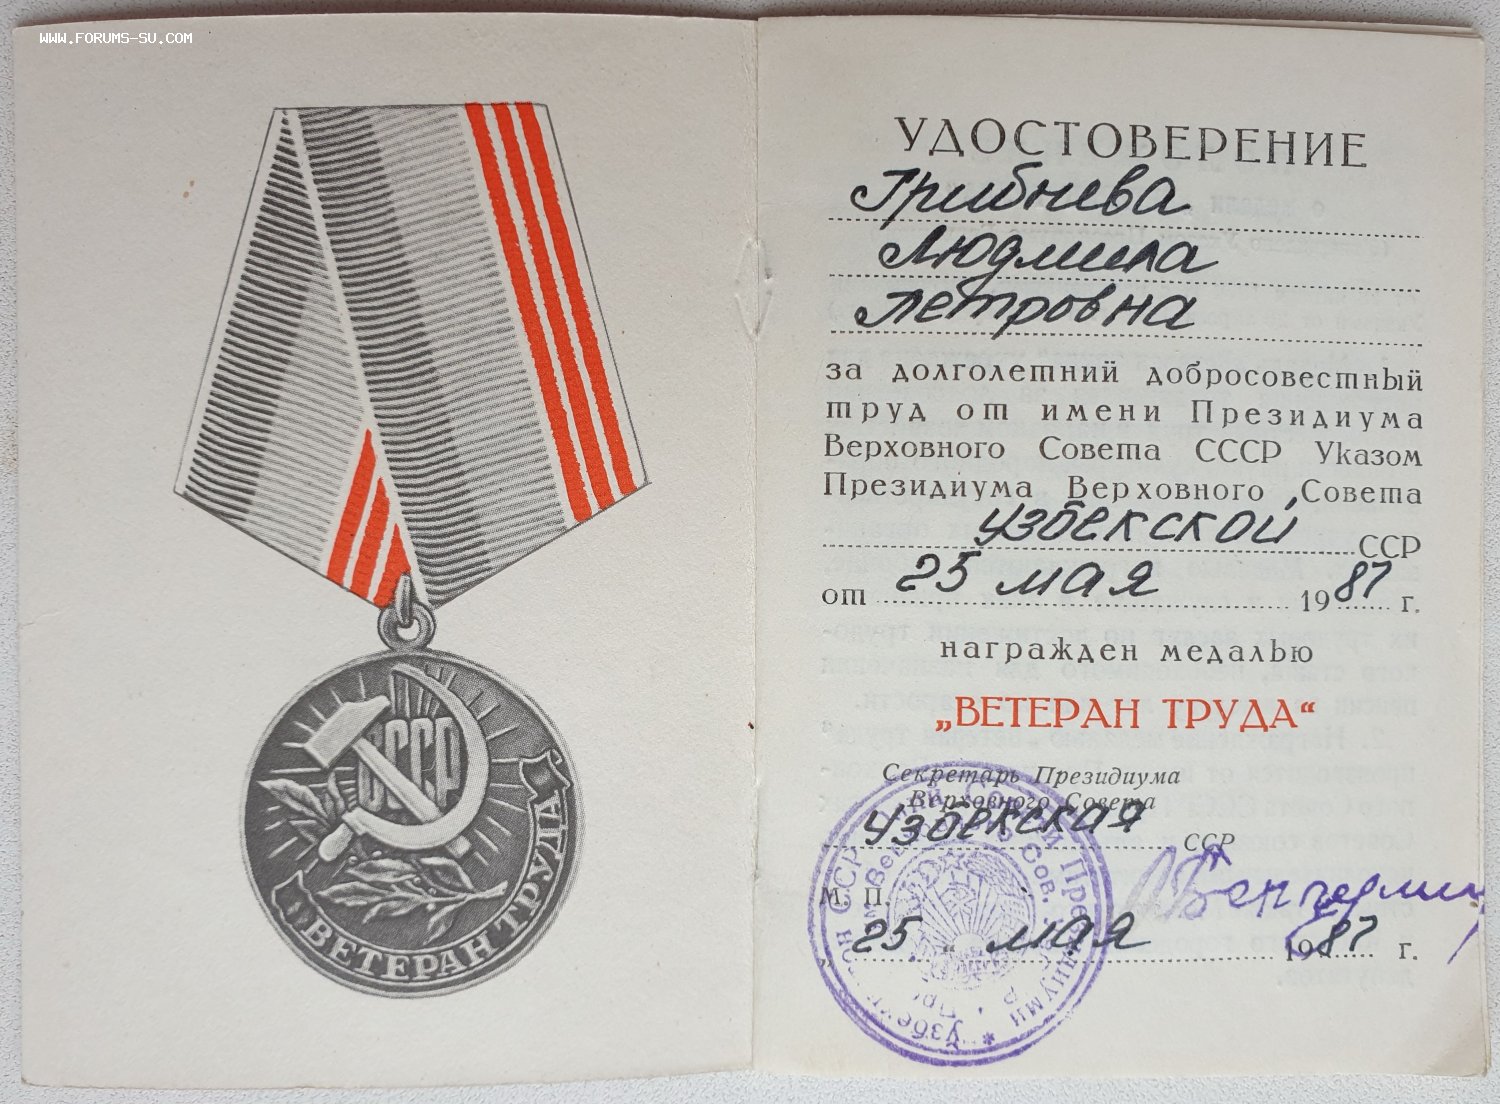 WWW.FORUMS-SU.COM
СССР
ВЕТЕРАН ТРУДА
УДОСТОВЕРЕНИЕ
Грибнева
Людмила
Петровна
за долголетний добросовестный
труд от имени Президиума
Верховного Совета СССР Указом
Президиума Верховного Совета
Узбекской ССР
от 25 мая 1987 г.
награжден медалью
„ВЕТЕРАН ТРУДА“
Секретарь Президиума
Верховного Совета
Узбекская ССР
М. П.
„25“ мая 1987 г.